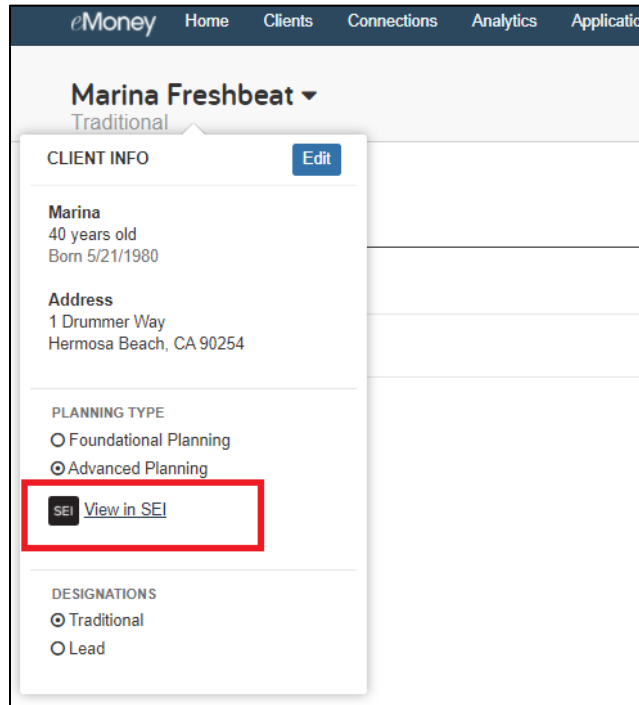 eMoney Home Clients Connections Analytics
Marina Freshbeat
Traditional
CLIENT INFO Edit
Marina
40 years old
Born 5/21/1980
Address
1 Drummer Way
Hermosa Beach, CA 90254
PLANNING TYPE
Foundational Planning
Advanced Planning
SEI View in SEI
DESIGNATIONS
Traditional
Lead